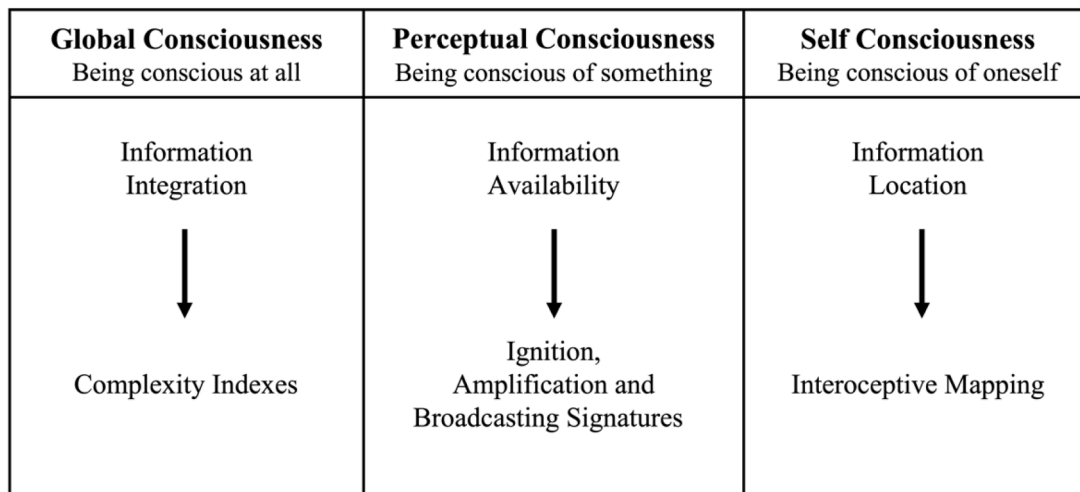 Global Consciousness
Being conscious at all
Perceptual Consciousness
Being conscious of something
Self Consciousness
Being conscious of oneself
Information
Integration
Complexity Indexes
Information
Availability
Ignition,
Amplification and
Broadcasting Signatures
Information
Location
Interoceptive Mapping